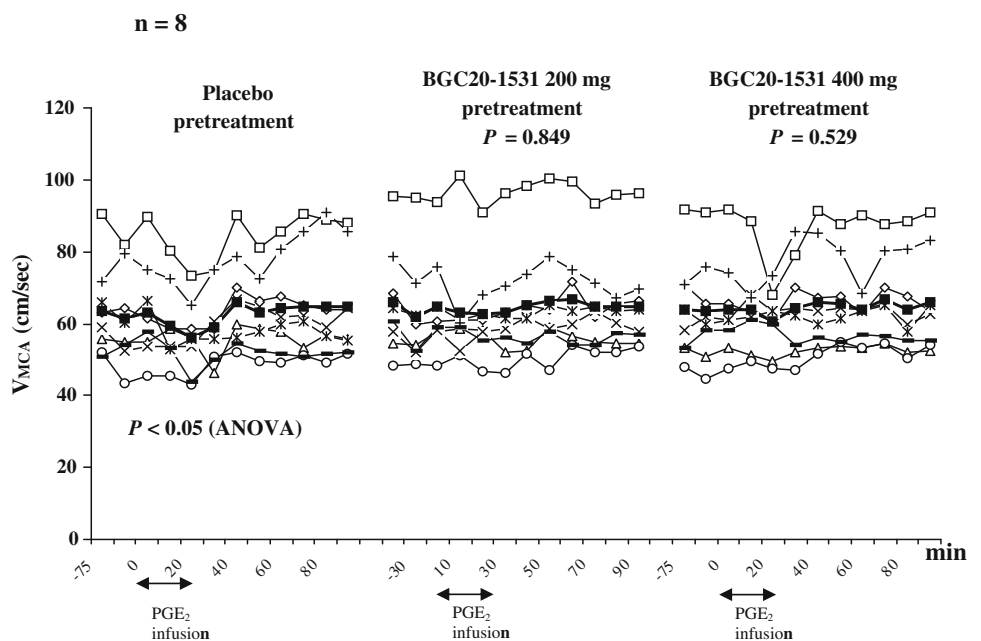 n = 8
Placebo
pretreatment
BGC20-1531 200 mg
pretreatment
P = 0.849
BGC20-1531 400 mg
pretreatment
P = 0.529
120
100
80
60
40
20
0
V_MCA (cm/sec)
P < 0.05 (ANOVA)
-75 0 20 40 60 80 -30 10 30 50 70 90 -75 0 20 40 60 80
min
PGE₂
infusion
PGE₂
infusion
PGE₂
infusion